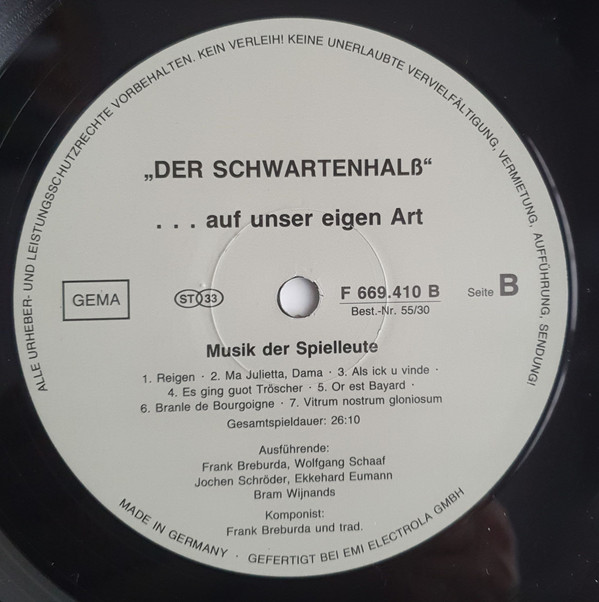 ALLE URHEBER- UND LEISTUNGSSCHUTZRECHTE VORBEHALTEN. KEIN VERLEIH! KEINE UNERLAUBTE VERVIELFÄLTIGUNG, VERMIETUNG, AUFFÜHRUNG, SENDUNG!
„DER SCHWARTENHALß“
. . . auf unser eigen Art
GEMA
ST 33
F 669.410 B
Best.-Nr. 55/30
Seite B
Musik der Spielleute
1. Reigen · 2. Ma Julietta, Dama · 3. Als ick u vinde ·
4. Es ging guot Tröscher · 5. Or est Bayard ·
6. Branle de Bourgoigne · 7. Vitrum nostrum gloniosum
Gesamtspieldauer: 26:10
Ausführende:
Frank Breburda, Wolfgang Schaaf
Jochen Schröder, Ekkehard Eumann
Bram Wijnands
Komponist:
Frank Breburda und trad.
MADE IN GERMANY · GEFERTIGT BEI EMI ELECTROLA GMBH